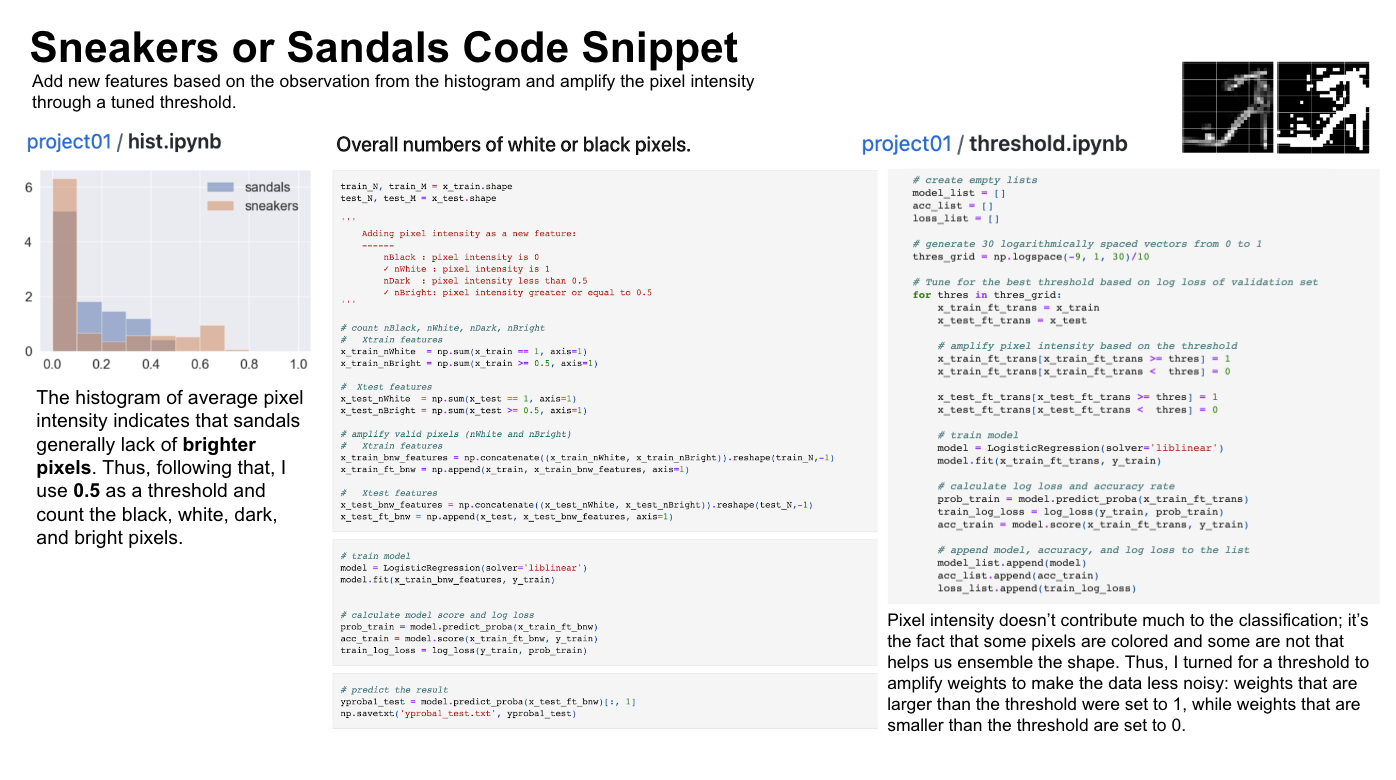 Sneakers or Sandals Code Snippet
Add new features based on the observation from the histogram and amplify the pixel intensity
through a tuned threshold.
project01 / hist.ipynb
6
4
2
0
0.0 0.2 0.4 0.6 0.8 1.0
sandals
sneakers
The histogram of average pixel
intensity indicates that sandals
generally lack of brighter
pixels. Thus, following that, I
use 0.5 as a threshold and
count the black, white, dark,
and bright pixels.
Overall numbers of white or black pixels.
train_N, train_M = x_train.shape
test_N, test_M = x_test.shape
'''
    Adding pixel intensity as a new feature:
    ------
        nBlack : pixel intensity is 0
        ✓ nWhite : pixel intensity is 1
        nDark  : pixel intensity less than 0.5
        ✓ nBright: pixel intensity greater or equal to 0.5
'''
# count nBlack, nWhite, nDark, nBright
#   Xtrain features
x_train_nWhite  = np.sum(x_train == 1, axis=1)
x_train_nBright = np.sum(x_train >= 0.5, axis=1)
#  Xtest features
x_test_nWhite  = np.sum(x_test == 1, axis=1)
x_test_nBright = np.sum(x_test >= 0.5, axis=1)
# amplify valid pixels (nWhite and nBright)
#   Xtrain features
x_train_bnw_features = np.concatenate((x_train_nWhite, x_train_nBright)).reshape(train_N,-1)
x_train_ft_bnw = np.append(x_train, x_train_bnw_features, axis=1)
#   Xtest features
x_test_bnw_features = np.concatenate((x_test_nWhite, x_test_nBright)).reshape(test_N,-1)
x_test_ft_bnw = np.append(x_test, x_test_bnw_features, axis=1)
# train model
model = LogisticRegression(solver='liblinear')
model.fit(x_train_bnw_features, y_train)
# calculate model score and log loss
prob_train = model.predict_proba(x_train_ft_bnw)
acc_train = model.score(x_train_ft_bnw, y_train)
train_log_loss = log_loss(y_train, prob_train)
# predict the result
yproba1_test = model.predict_proba(x_test_ft_bnw)[:, 1]
np.savetxt('yproba1_test.txt', yproba1_test)
project01 / threshold.ipynb
# create empty lists
model_list = []
acc_list = []
loss_list = []
# generate 30 logarithmically spaced vectors from 0 to 1
thres_grid = np.logspace(-9, 1, 30)/10
# Tune for the best threshold based on log loss of validation set
for thres in thres_grid:
    x_train_ft_trans = x_train
    x_test_ft_trans = x_test
    # amplify pixel intensity based on the threshold
    x_train_ft_trans[x_train_ft_trans >= thres] = 1
    x_train_ft_trans[x_train_ft_trans <  thres] = 0
    x_test_ft_trans[x_test_ft_trans >= thres] = 1
    x_test_ft_trans[x_test_ft_trans <  thres] = 0
    # train model
    model = LogisticRegression(solver='liblinear')
    model.fit(x_train_ft_trans, y_train)
    # calculate log loss and accuracy rate
    prob_train = model.predict_proba(x_train_ft_trans)
    train_log_loss = log_loss(y_train, prob_train)
    acc_train = model.score(x_train_ft_trans, y_train)
    # append model, accuracy, and log loss to the list
    model_list.append(model)
    acc_list.append(acc_train)
    loss_list.append(train_log_loss)
Pixel intensity doesn't contribute much to the classification; it's
the fact that some pixels are colored and some are not that
helps us ensemble the shape. Thus, I turned for a threshold to
amplify weights to make the data less noisy: weights that are
larger than the threshold were set to 1, while weights that are
smaller than the threshold are set to 0.